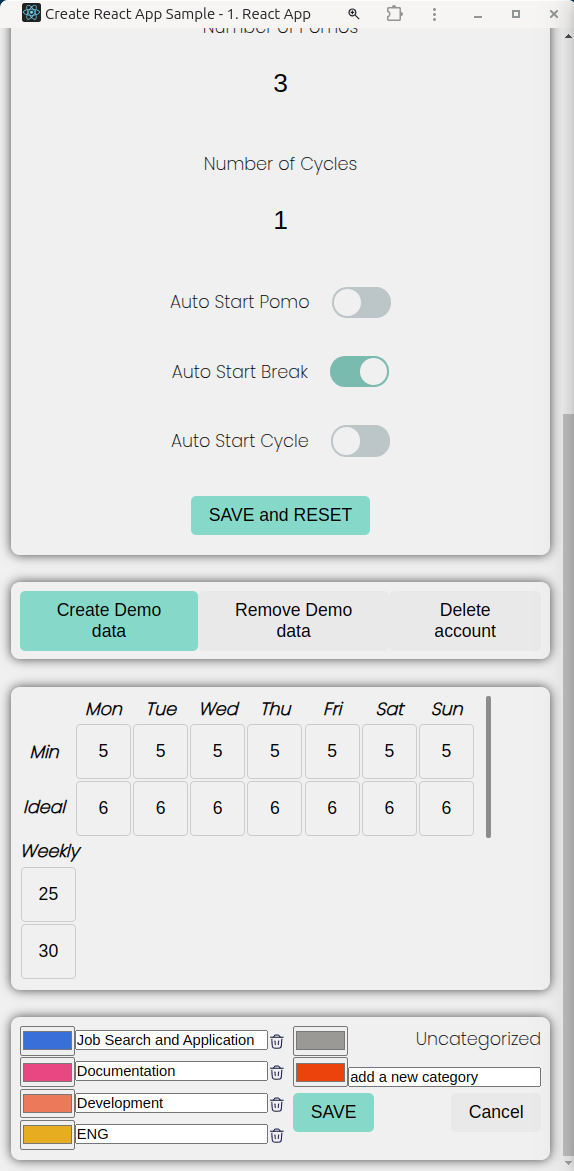 Create React App Sample - 1. React App
Number of Pomos
3
Number of Cycles
1
Auto Start Pomo
Auto Start Break
Auto Start Cycle
SAVE and RESET
Create Demo data
Remove Demo data
Delete account
Mon Tue Wed Thu Fri Sat Sun
Min 5 5 5 5 5 5 5
Ideal 6 6 6 6 6 6 6
Weekly
25
30
Job Search and Application
Documentation
Development
ENG
Uncategorized
add a new category
SAVE Cancel